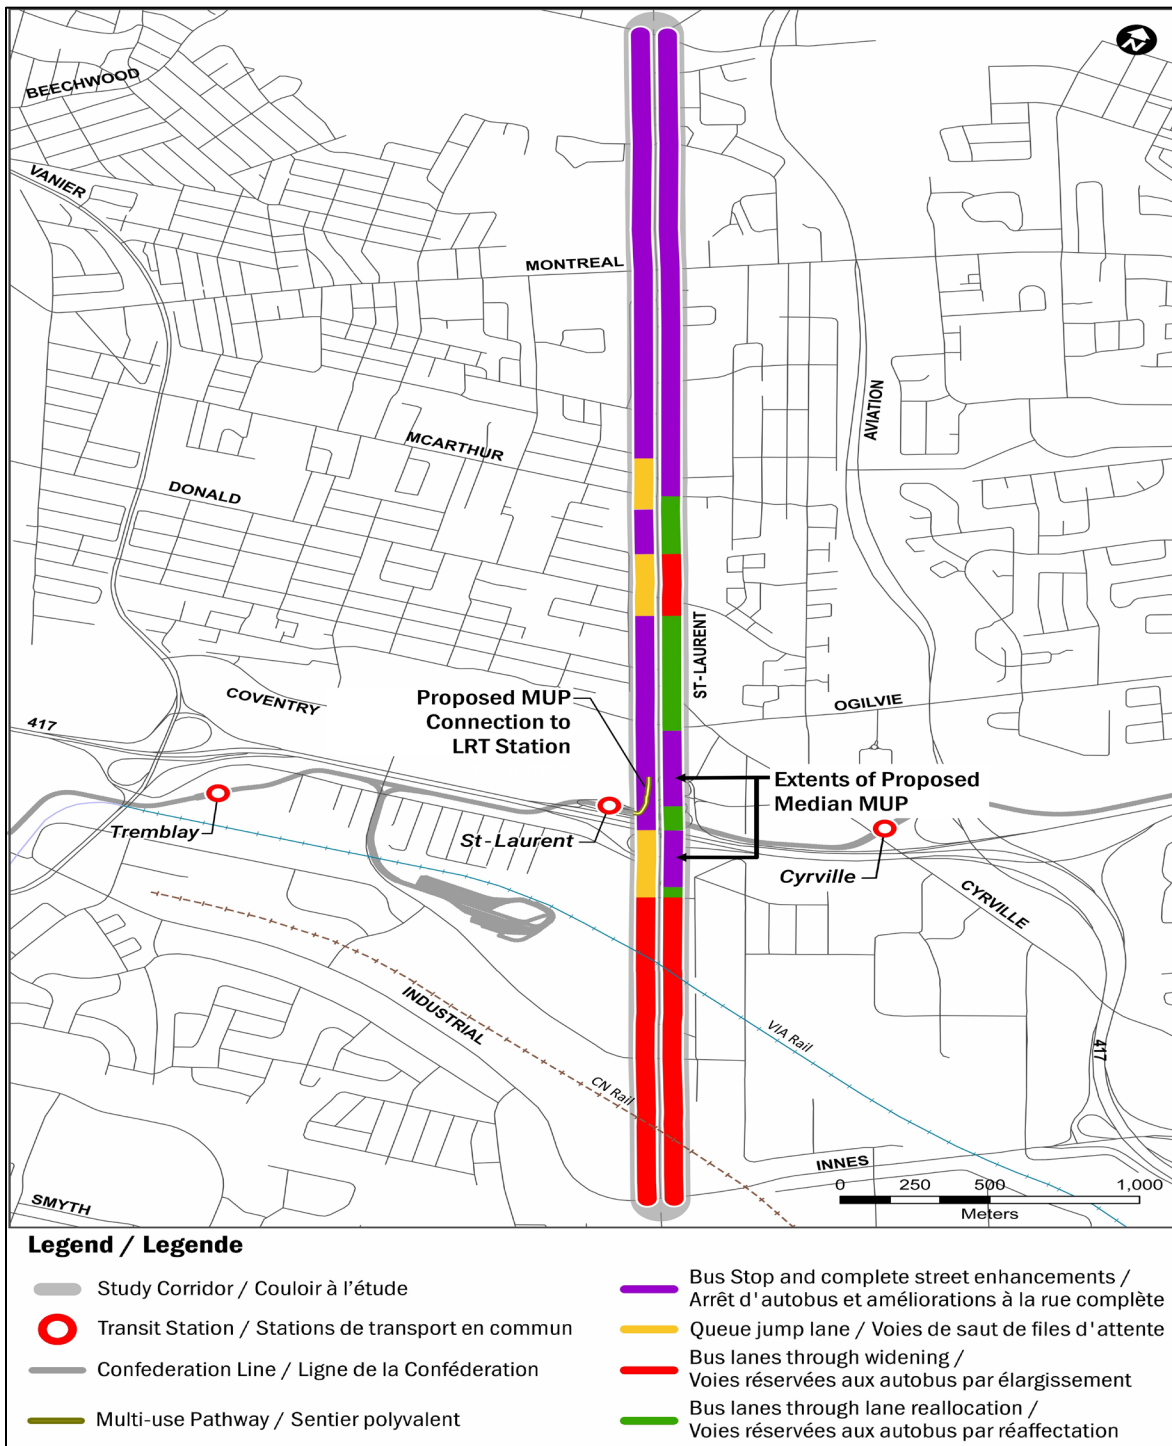 N
BEECHWOOD
VANIER
MONTREAL
AVIATION
MCARTHUR
DONALD
ST-LAURENT
Proposed MUP
Connection to
LRT Station
COVENTRY
OGILVIE
417
Extents of Proposed
Median MUP
Tremblay
St-Laurent
Cyrville
CYRVILLE
INDUSTRIAL
VIA Rail
417
CN Rail
INNES
SMYTH
0 250 500 1,000
Meters
Legend / Legende
Study Corridor / Couloir à l'étude
Transit Station / Stations de transport en commun
Confederation Line / Ligne de la Conféderation
Multi-use Pathway / Sentier polyvalent
Bus Stop and complete street enhancements /
Arrêt d'autobus et améliorations à la rue complète
Queue jump lane / Voies de saut de files d'attente
Bus lanes through widening /
Voies réservées aux autobus par élargissement
Bus lanes through lane reallocation /
Voies réservées aux autobus par réaffectation